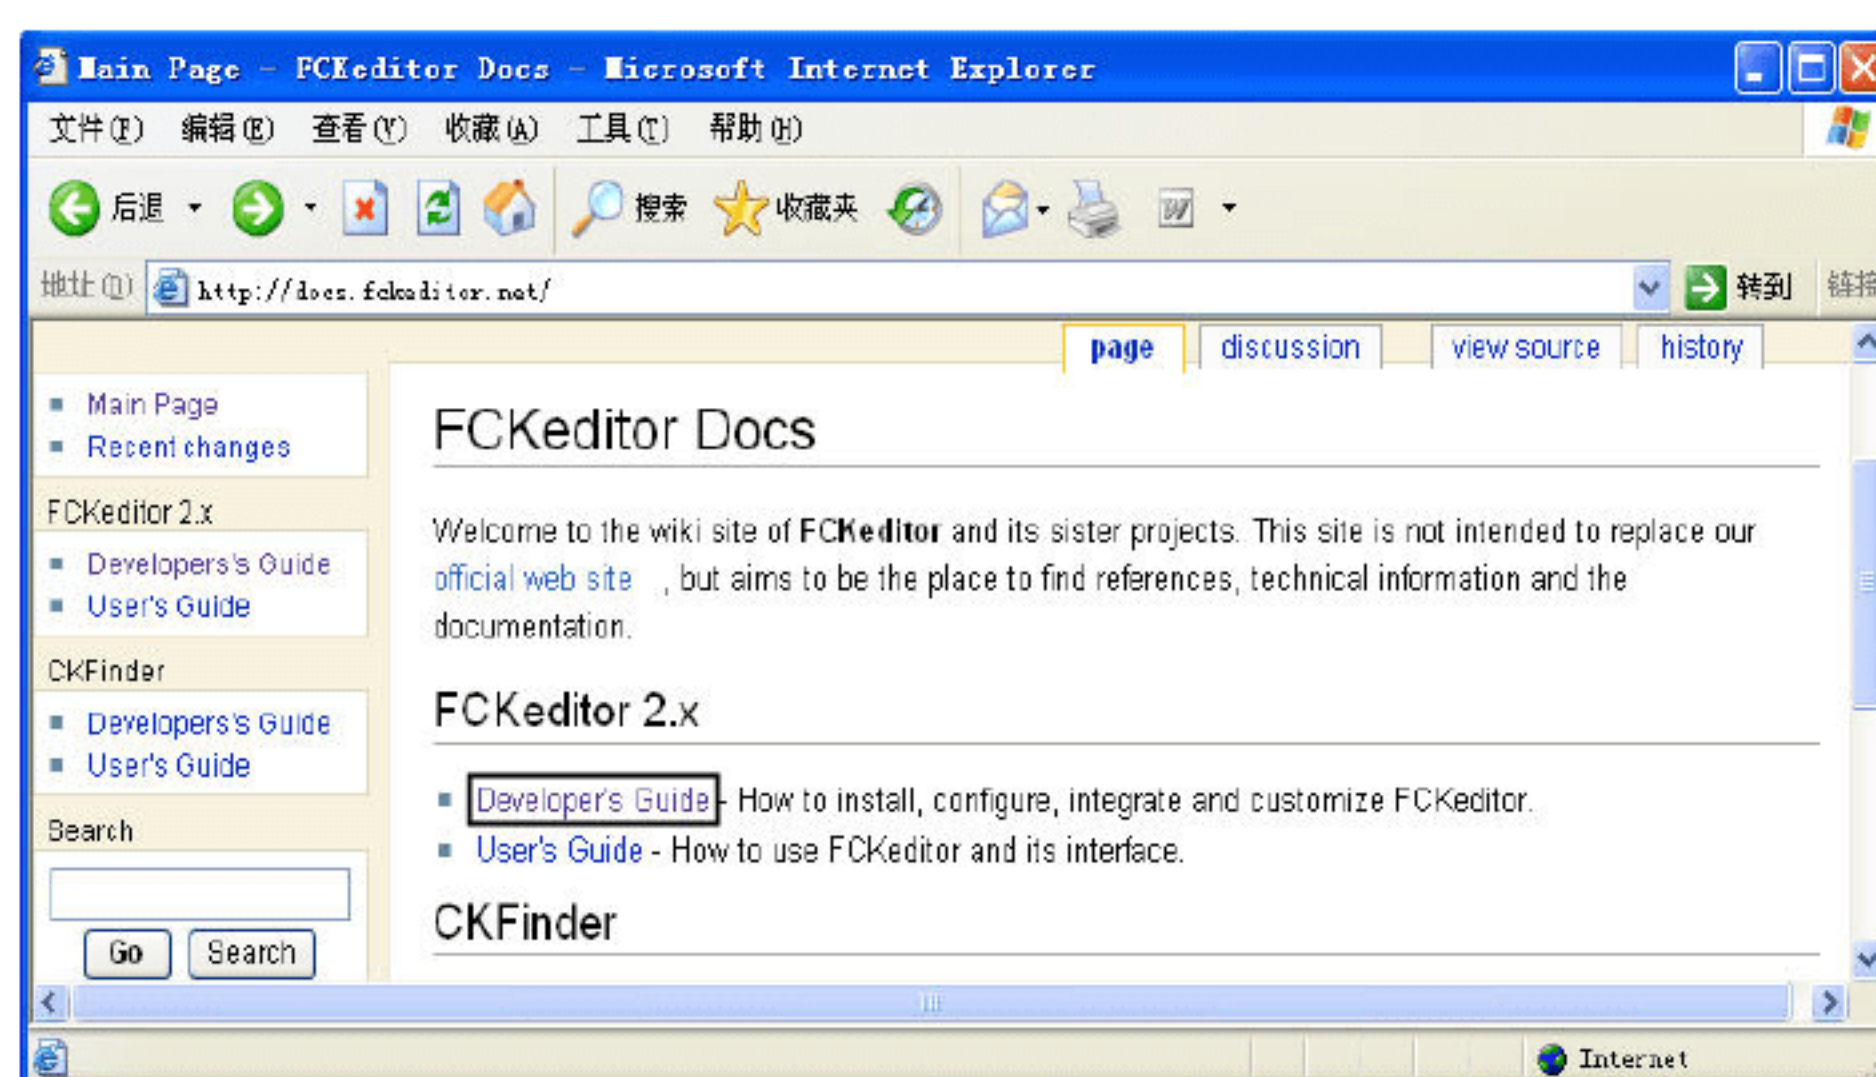 Main Page - FCKeditor Docs - Microsoft Internet Explorer
文件(F) 编辑(E) 查看(V) 收藏(A) 工具(T) 帮助(H)
后退 搜索 收藏夹
地址(D) http://docs.fckeditor.net/ 转到 链接
page discussion view source history
Main Page
Recent changes
FCKeditor 2.x
Developers's Guide
User's Guide
CKFinder
Developers's Guide
User's Guide
Search
Go Search
FCKeditor Docs
Welcome to the wiki site of FCKeditor and its sister projects. This site is not intended to replace our
official web site , but aims to be the place to find references, technical information and the
documentation.
FCKeditor 2.x
Developer's Guide - How to install, configure, integrate and customize FCKeditor.
User's Guide - How to use FCKeditor and its interface.
CKFinder
Internet